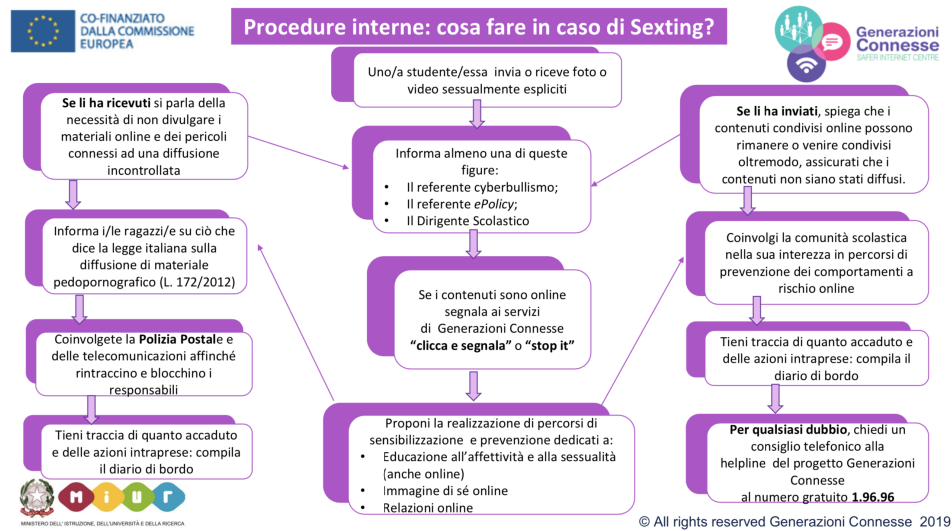 CO-FINANZIATO
DALLA COMMISSIONE
EUROPEA
Procedure interne: cosa fare in caso di Sexting?
Generazioni
Connesse
SAFER INTERNET CENTRE
Uno/a studente/essa invia o riceve foto o
video sessualmente espliciti
Se li ha ricevuti si parla della
necessità di non divulgare i
materiali online e dei pericoli
connessi ad una diffusione
incontrollata
Informa i/le ragazzi/e su ciò che
dice la legge italiana sulla
diffusione di materiale
pedopornografico (L. 172/2012)
Coinvolgete la Polizia Postale e
delle telecomunicazioni affinché
rintraccino e blocchino i
responsabili
Tieni traccia di quanto accaduto
e delle azioni intraprese: compila
il diario di bordo
Informa almeno una di queste
figure:
• Il referente cyberbullismo;
• Il referente ePolicy;
• Il Dirigente Scolastico
Se i contenuti sono online
segnala ai servizi
di Generazioni Connesse
“clicca e segnala” o “stop it”
Proponi la realizzazione di percorsi di
sensibilizzazione e prevenzione dedicati a:
• Educazione all’affettività e alla sessualità
(anche online)
• Immagine di sé online
• Relazioni online
Se li ha inviati, spiega che i
contenuti condivisi online possono
rimanere o venire condivisi
oltremodo, assicurati che i
contenuti non siano stati diffusi.
Coinvolgi la comunità scolastica
nella sua interezza in percorsi di
prevenzione dei comportamenti a
rischio online
Tieni traccia di quanto accaduto e
delle azioni intraprese: compila il
diario di bordo
Per qualsiasi dubbio, chiedi un
consiglio telefonico alla
helpline del progetto Generazioni
Connesse
al numero gratuito 1.96.96
miur
MINISTERO DELL’ISTRUZIONE, DELL’UNIVERSITÀ E DELLA RICERCA
© All rights reserved Generazioni Connesse 2019